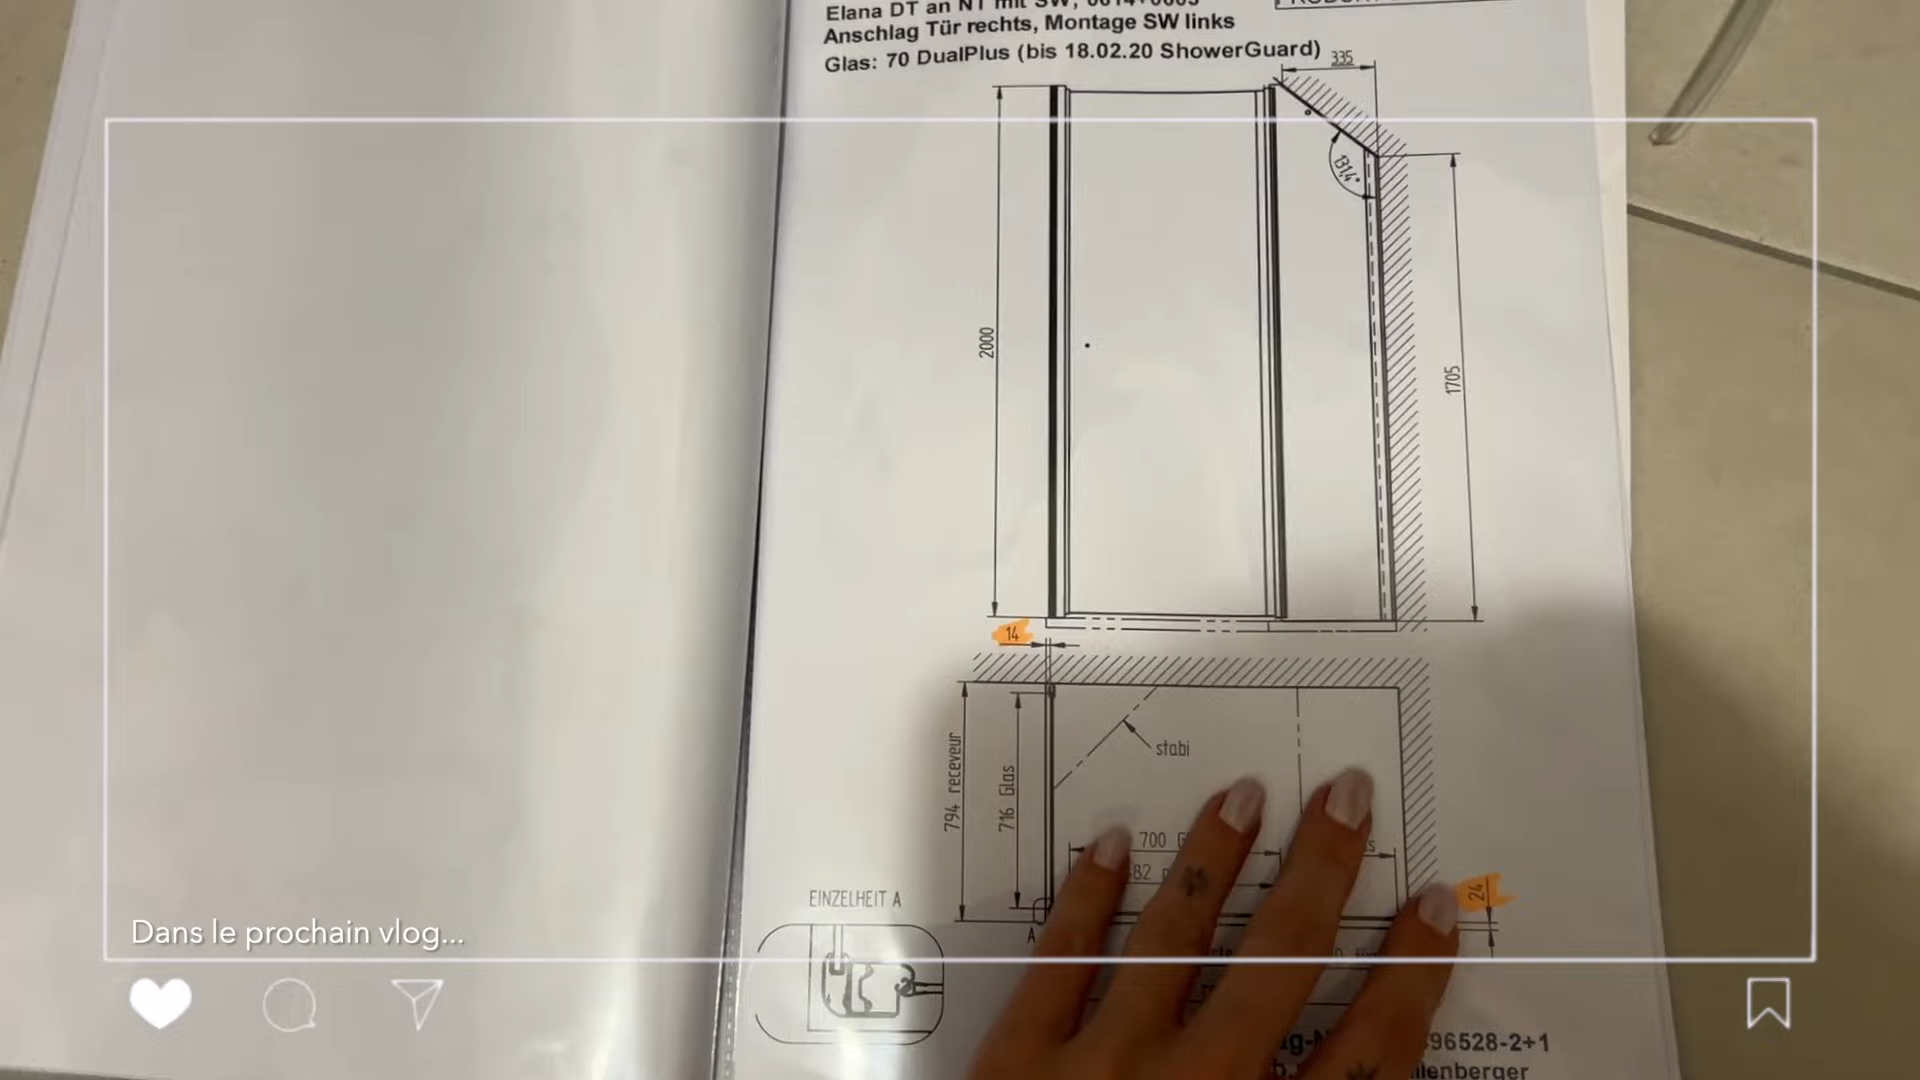 Elana DT an NT mit SW,
Anschlag Tür rechts, Montage SW links
Glas: 70 DualPlus (bis 18.02.20 ShowerGuard)
335
131,4°
2000
1705
14
794 receveur
716 Glas
stabi
700
82
24
EINZELHEIT A
A
Dans le prochain vlog...
96528-2+1